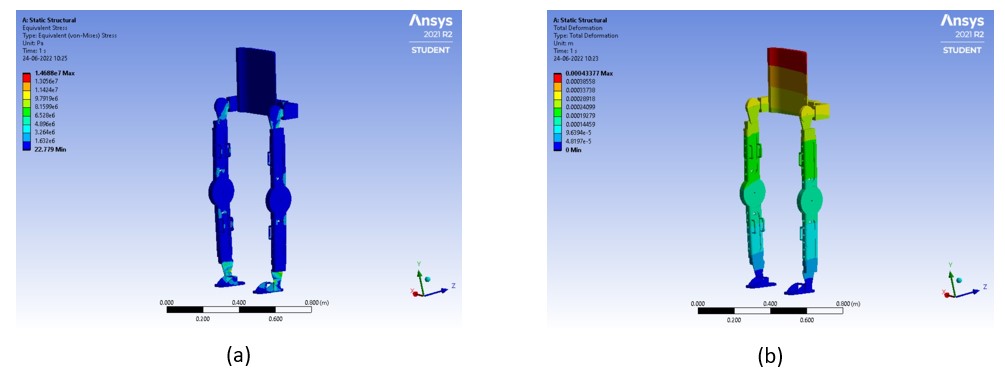 A: Static Structural
Equivalent Stress
Type: Equivalent (von-Mises) Stress
Unit: Pa
Time: 1 s
24-06-2022 10:25
1.4688e7 Max
1.3056e7
1.1424e7
9.7919e6
8.1599e6
6.528e6
4.896e6
3.264e6
1.632e6
22.779 Min
Ansys
2021 R2
STUDENT
Y
Z
X
0.000 0.400 0.800 (m)
0.200 0.600
(a)
A: Static Structural
Total Deformation
Type: Total Deformation
Unit: m
Time: 1 s
24-06-2022 10:23
0.00043377 Max
0.00038558
0.00033738
0.00028918
0.00024099
0.00019279
0.00014459
9.6394e-5
4.8197e-5
0 Min
Ansys
2021 R2
STUDENT
Y
Z
X
0.000 0.400 0.800 (m)
0.200 0.600
(b)